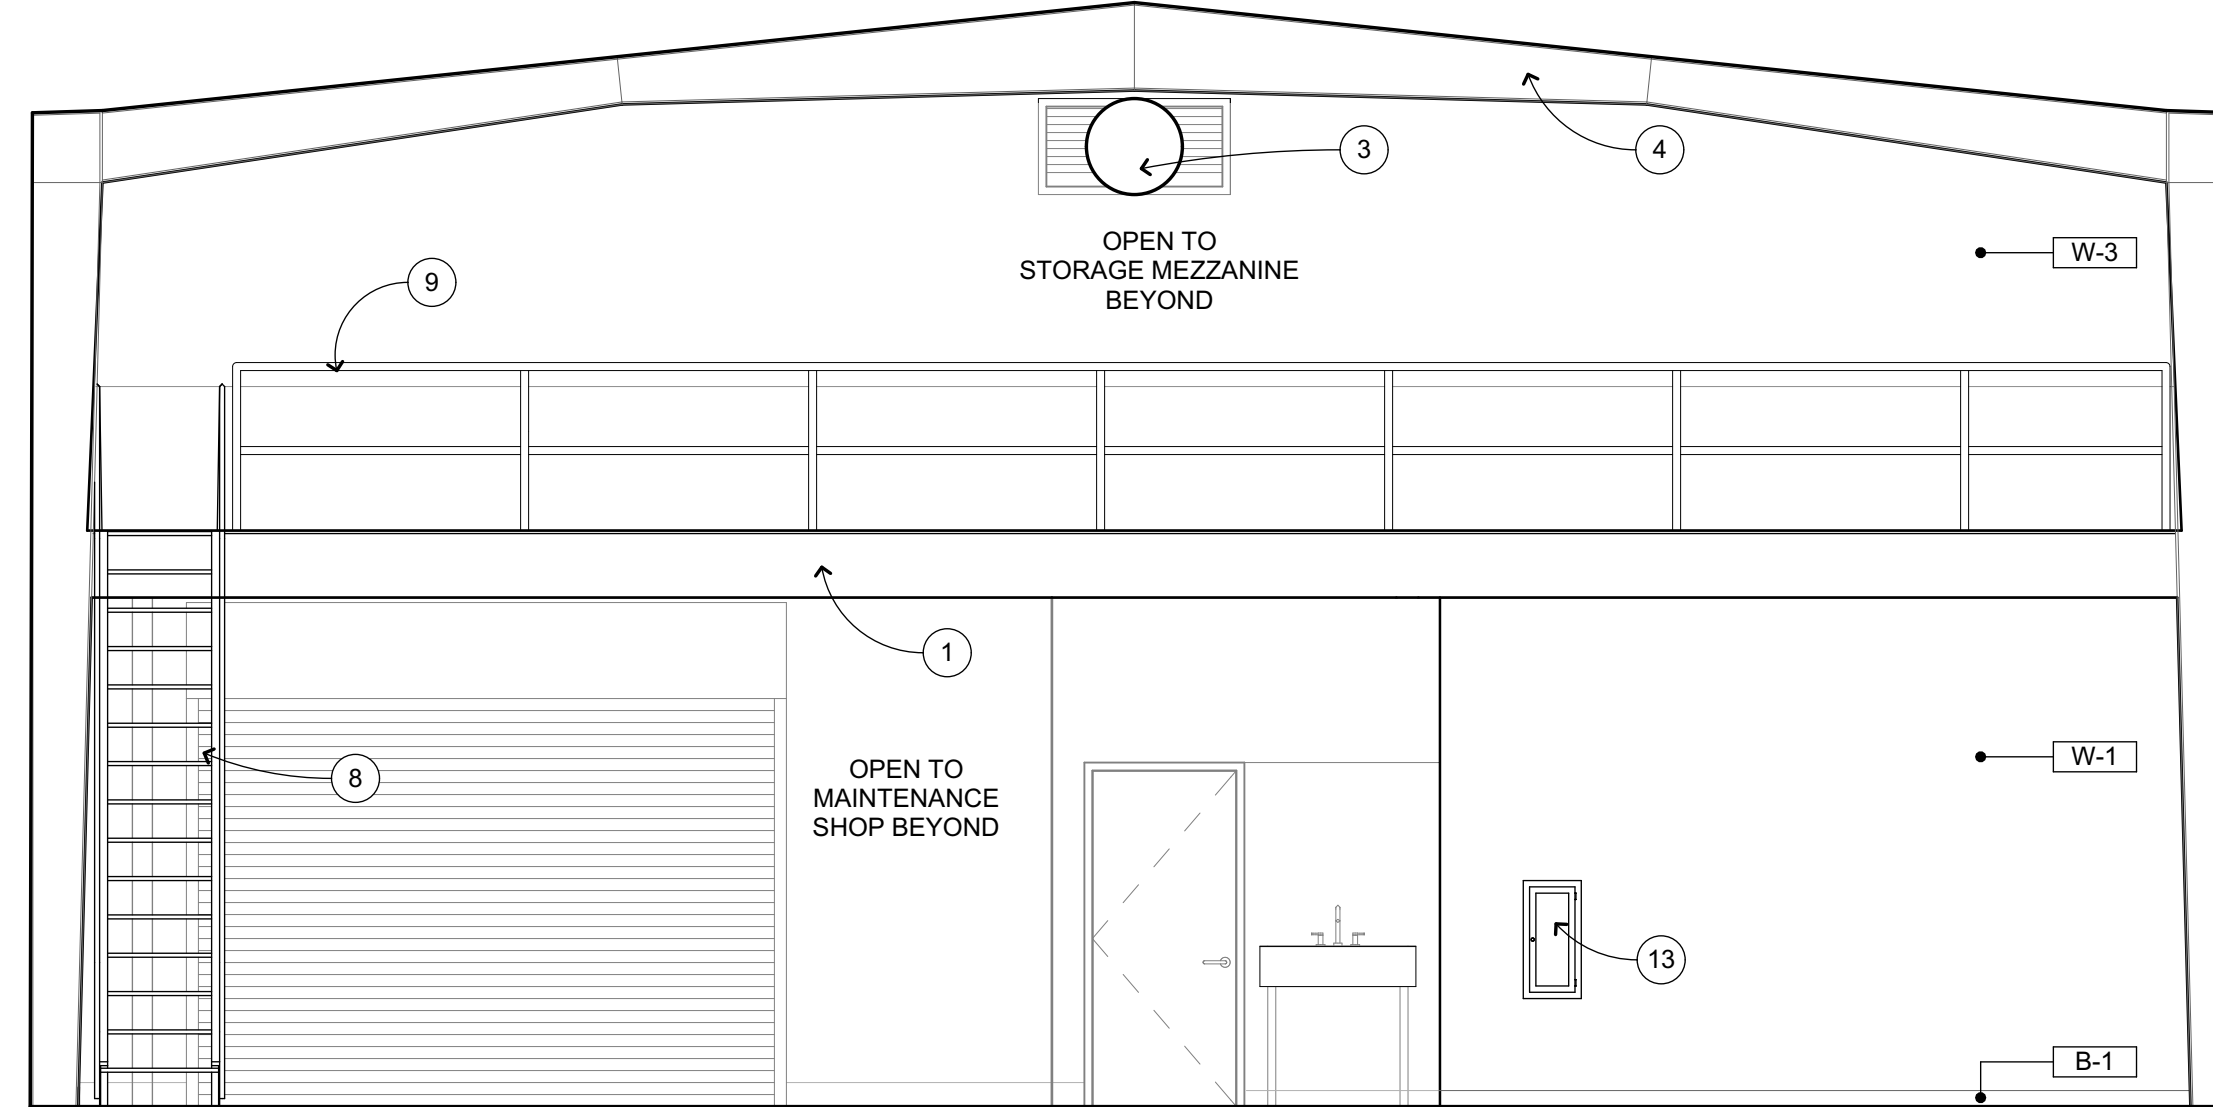 3
4
OPEN TO
STORAGE MEZZANINE
BEYOND
W-3
9
1
OPEN TO
MAINTENANCE
SHOP BEYOND
W-1
8
13
B-1